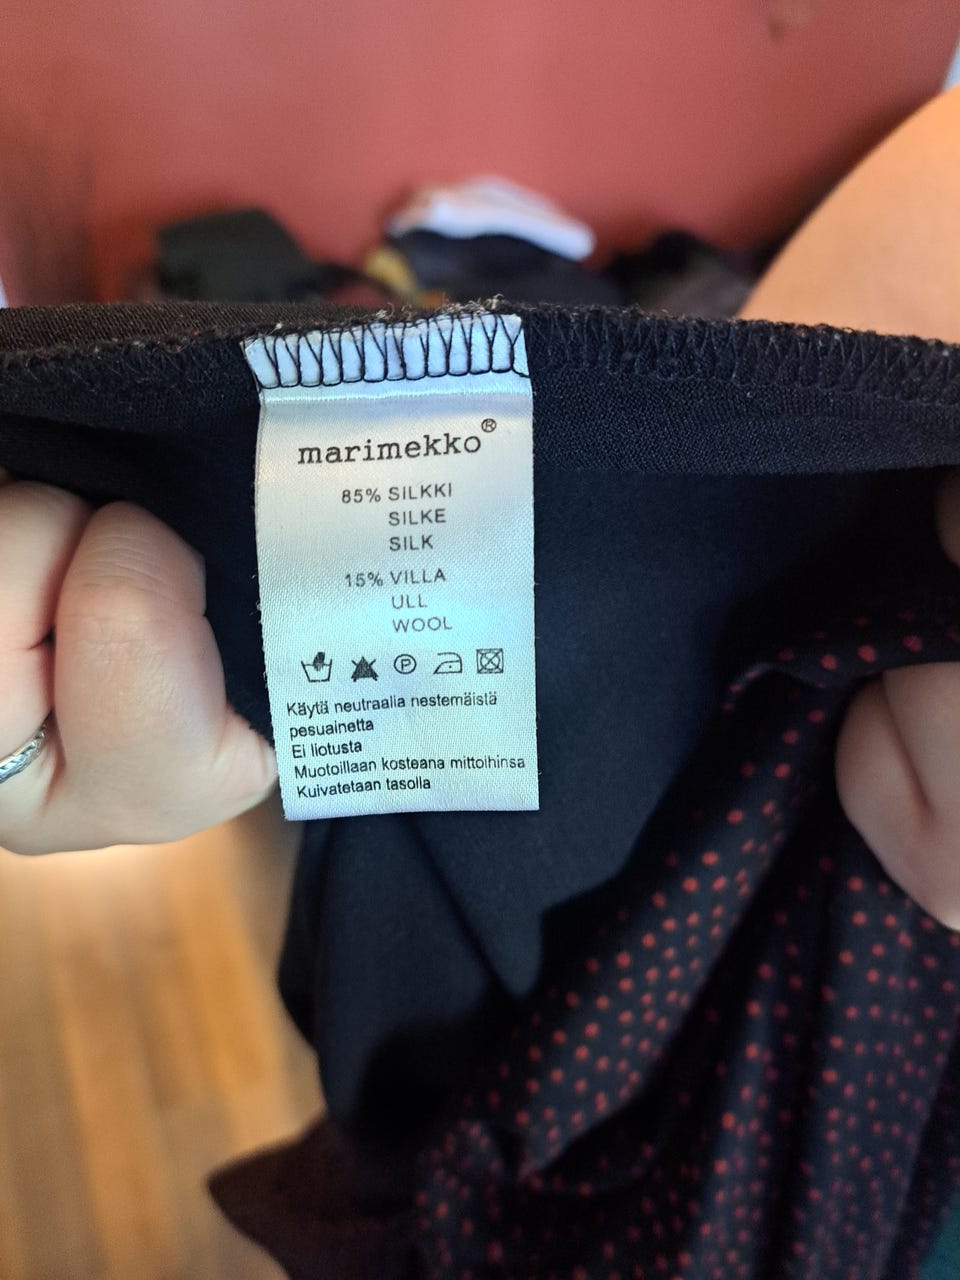 marimekko®
85% SILKKI
SILKE
SILK
15% VILLA
ULL
WOOL
P
Käytä neutraalia nestemäistä
pesuainetta
Ei liotusta
Muotoillaan kosteana mittoihinsa
Kuivatetaan tasolla